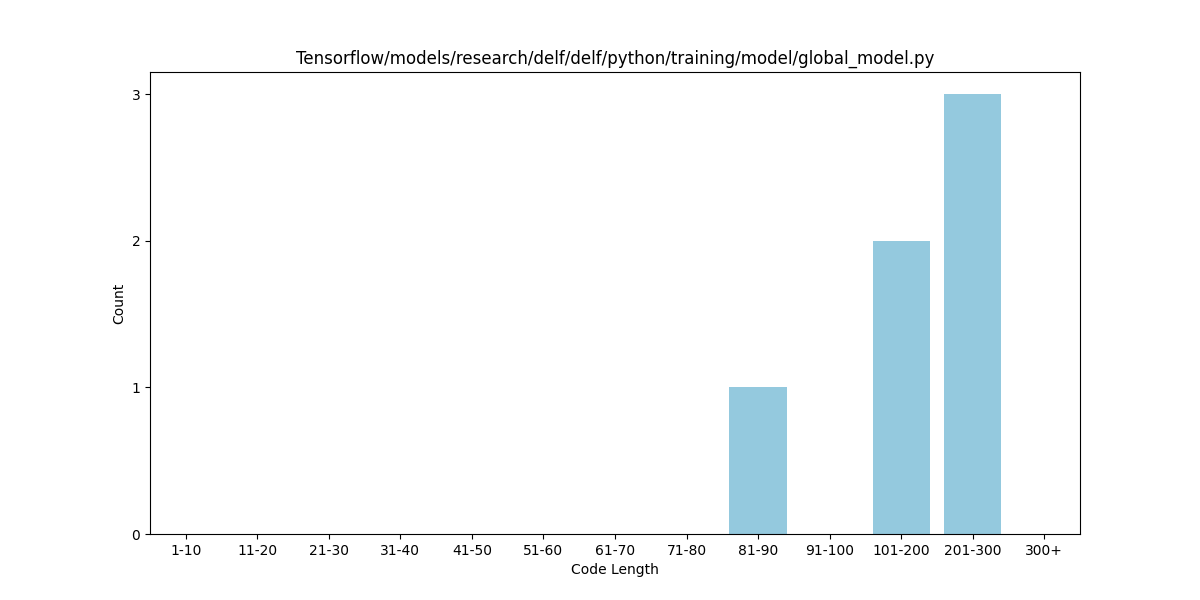 Tensorflow/models/research/delf/delf/python/training/model/global_model.py
3
2
1
0
Count
1-10 11-20 21-30 31-40 41-50 51-60 61-70 71-80 81-90 91-100 101-200 201-300 300+
Code Length